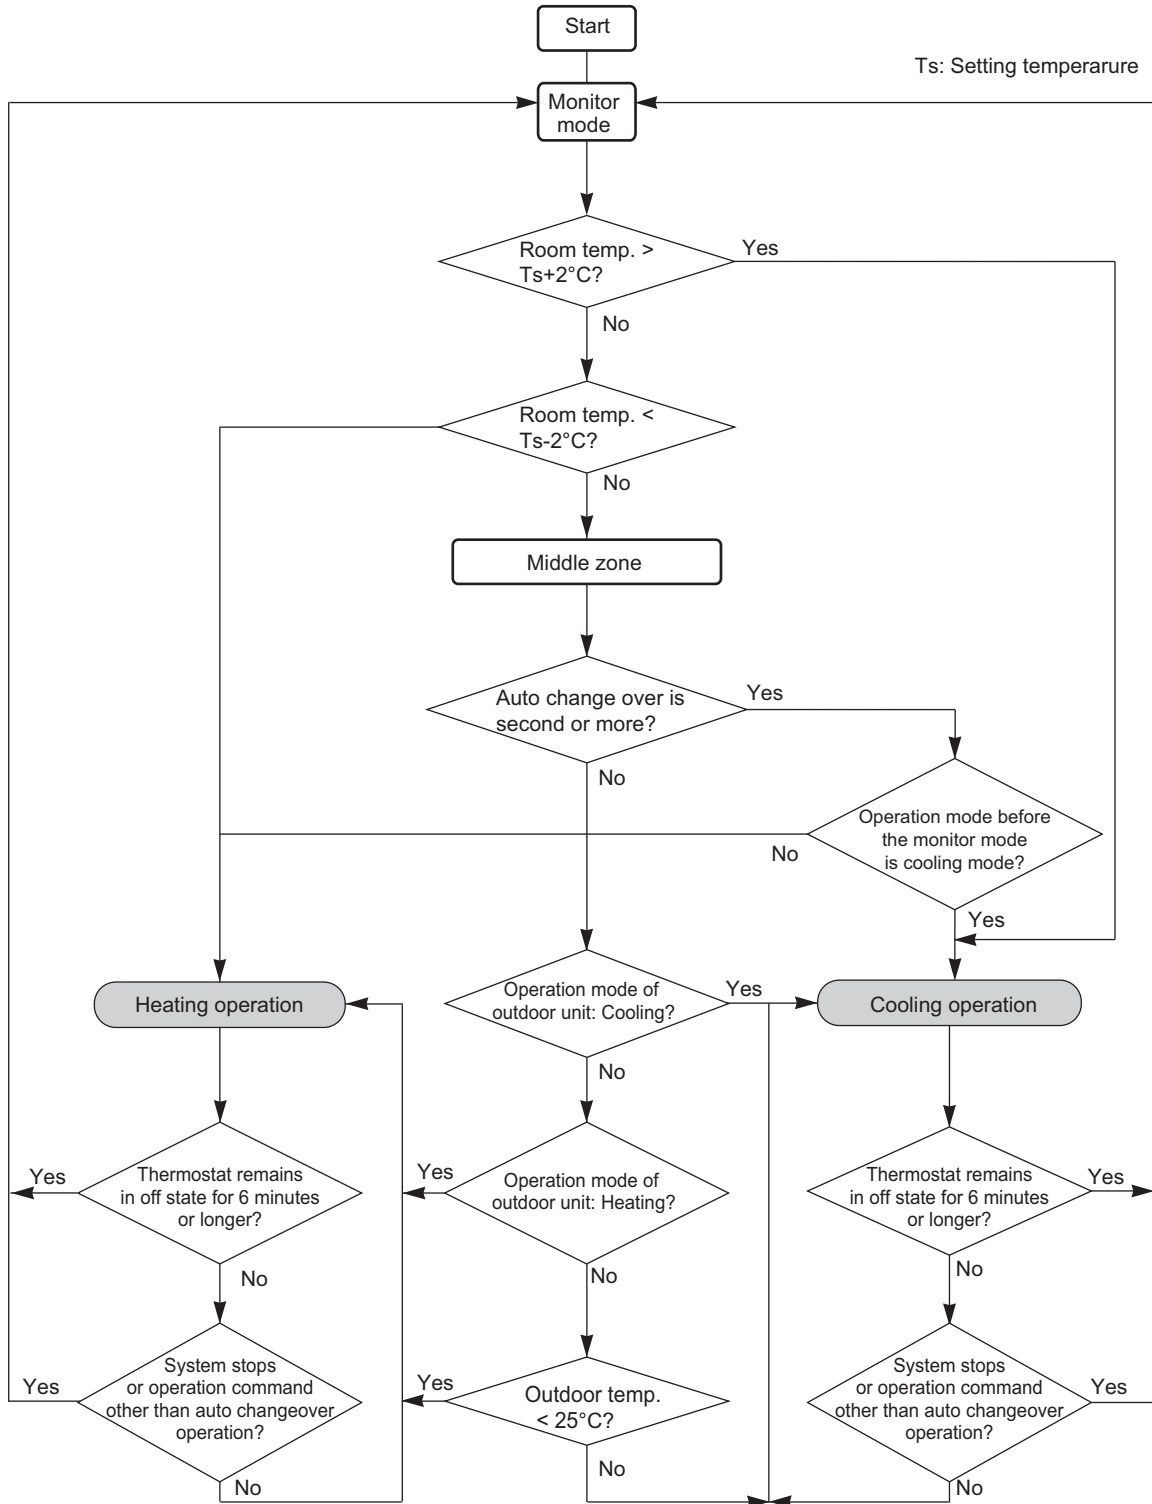 Start
Ts: Setting temperarure
Monitor
mode
Room temp. >
Ts+2°C?
Yes
No
Room temp. <
Ts-2°C?
No
Middle zone
Auto change over is
second or more?
Yes
No
Operation mode before
the monitor mode
is cooling mode?
No
Yes
Heating operation
Operation mode of
outdoor unit: Cooling?
Yes
Cooling operation
No
Yes
Thermostat remains
in off state for 6 minutes
or longer?
Yes
Operation mode of
outdoor unit: Heating?
Thermostat remains
in off state for 6 minutes
or longer?
Yes
No
No
No
Yes
System stops
or operation command
other than auto changeover
operation?
Yes
Outdoor temp.
< 25°C?
System stops
or operation command
other than auto changeover
operation?
Yes
No
No
No